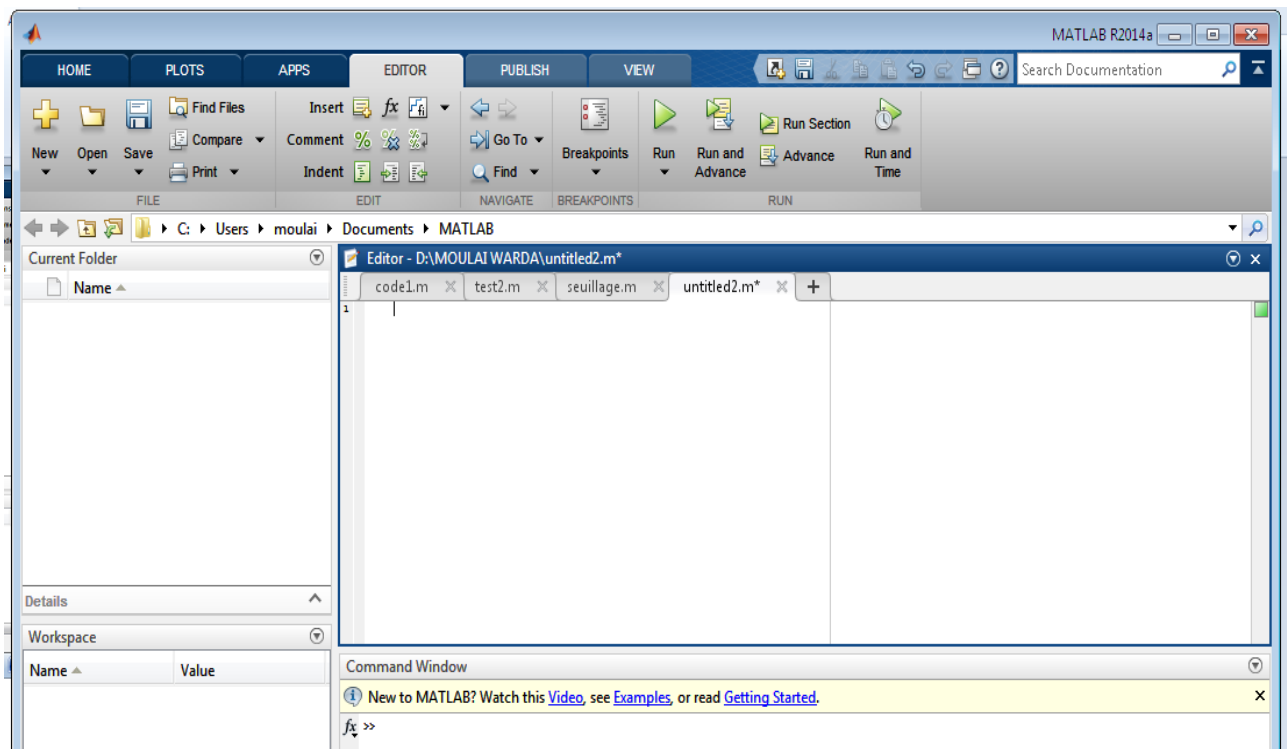 MATLAB R2014a
HOME PLOTS APPS EDITOR PUBLISH VIEW Search Documentation
New Open Save
Find Files
Compare
Print
FILE
Insert fx
Comment
Indent
EDIT
Go To
Find
NAVIGATE
Breakpoints
BREAKPOINTS
Run
Run and Advance
Run Section
Advance
Run and Time
RUN
C: Users moulai Documents MATLAB
Current Folder
Name
Editor - D:\MOULAI WARDA\untitled2.m*
code1.m test2.m seuillage.m untitled2.m* +
1
Details
Workspace
Name Value
Command Window
New to MATLAB? Watch this Video, see Examples, or read Getting Started.
fx >>